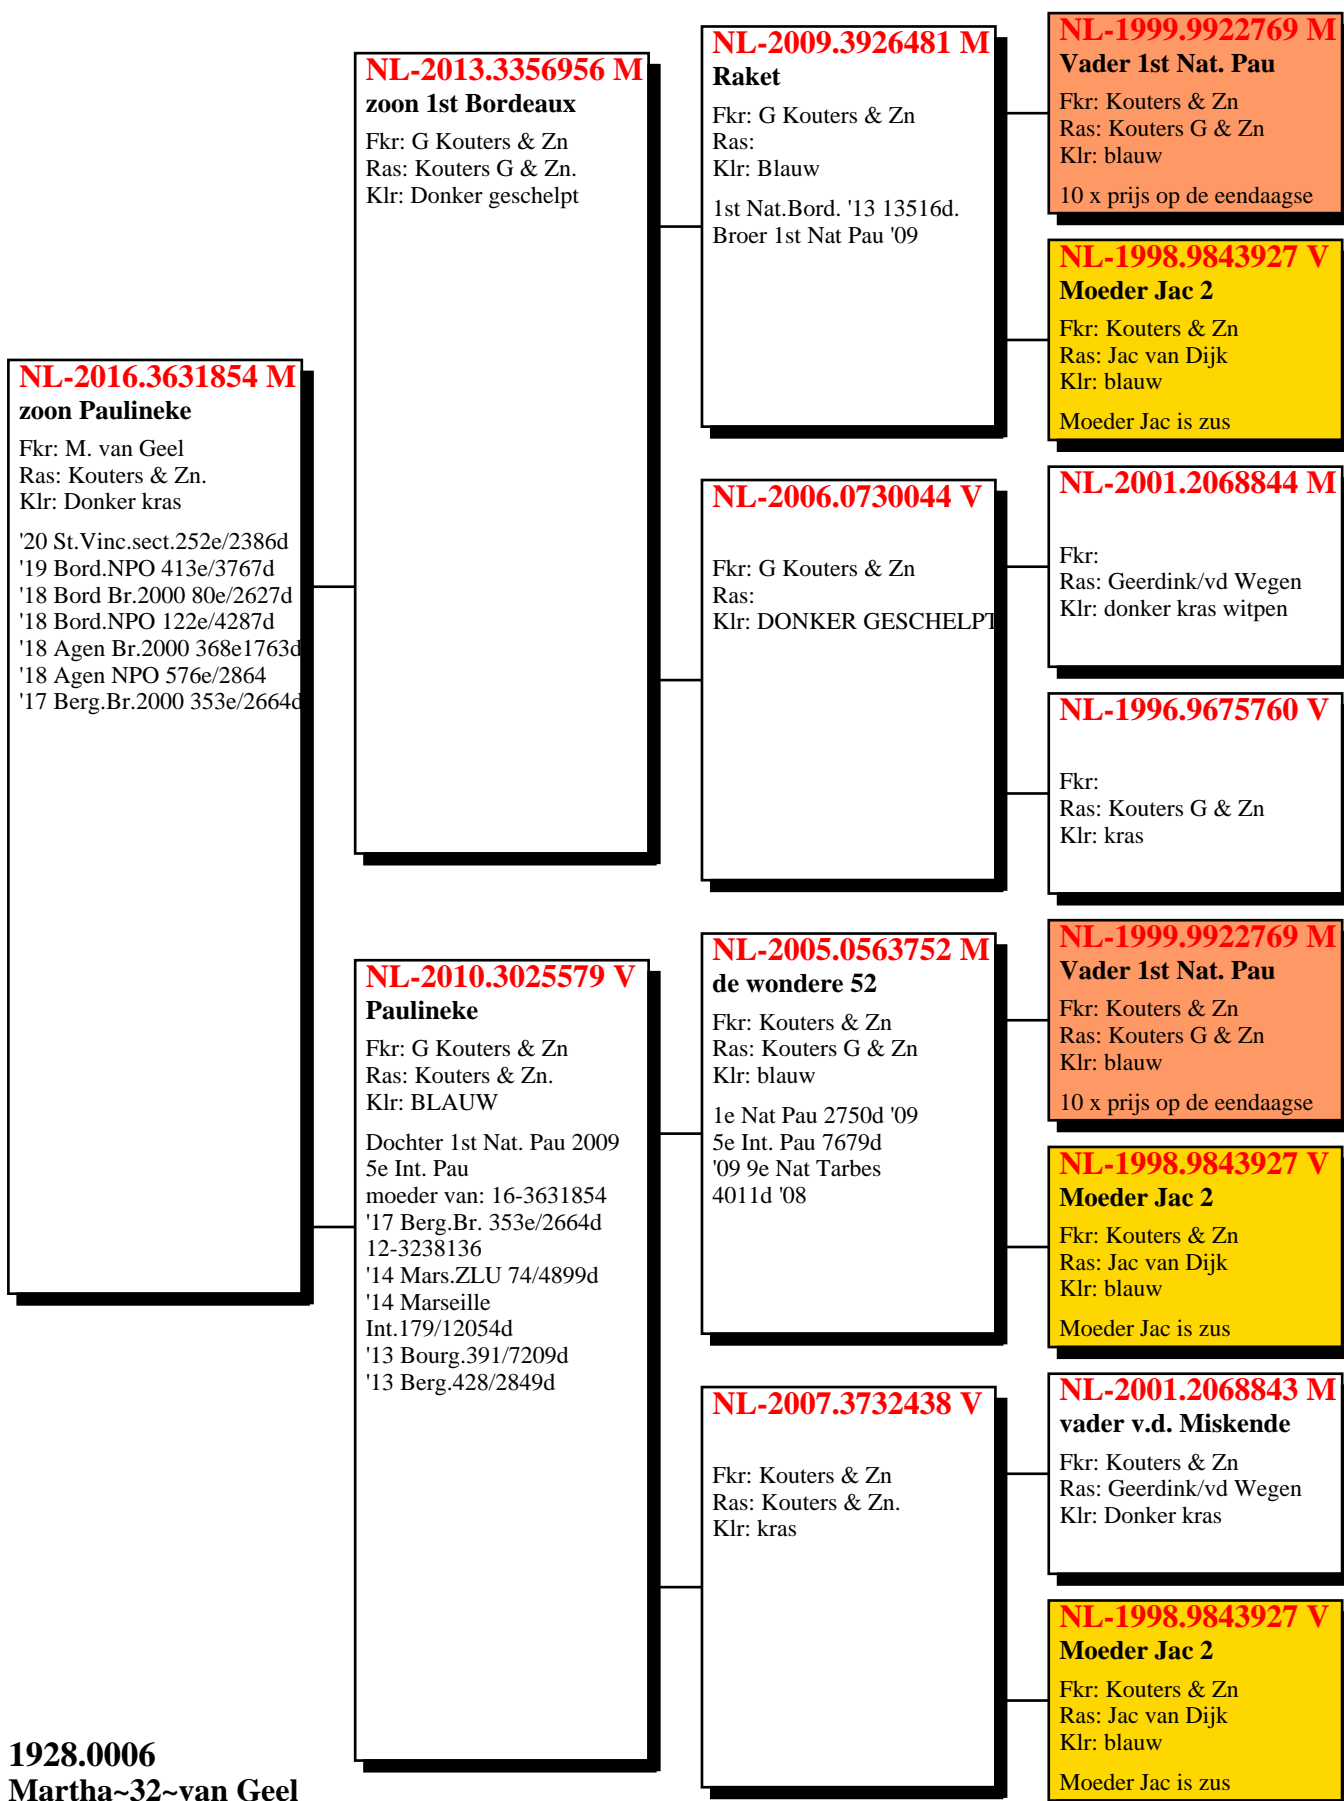 NL-2016.3631854 M
zoon Paulineke
Fkr: M. van Geel
Ras: Kouters & Zn.
Klr: Donker kras
'20 St.Vinc.sect.252e/2386d
'19 Bord.NPO 413e/3767d
'18 Bord Br.2000 80e/2627d
'18 Bord.NPO 122e/4287d
'18 Agen Br.2000 368e1763d
'18 Agen NPO 576e/2864
'17 Berg.Br.2000 353e/2664d
NL-2013.3356956 M
zoon 1st Bordeaux
Fkr: G Kouters & Zn
Ras: Kouters G & Zn.
Klr: Donker geschelpt
NL-2010.3025579 V
Paulineke
Fkr: G Kouters & Zn
Ras: Kouters & Zn.
Klr: BLAUW
Dochter 1st Nat. Pau 2009
5e Int. Pau
moeder van: 16-3631854
'17 Berg.Br. 353e/2664d
12-3238136
'14 Mars.ZLU 74/4899d
'14 Marseille
Int.179/12054d
'13 Bourg.391/7209d
'13 Berg.428/2849d
NL-2009.3926481 M
Raket
Fkr: G Kouters & Zn
Ras:
Klr: Blauw
1st Nat.Bord. '13 13516d.
Broer 1st Nat Pau '09
NL-2006.0730044 V
Fkr: G Kouters & Zn
Ras:
Klr: DONKER GESCHELPT
NL-2005.0563752 M
de wondere 52
Fkr: Kouters & Zn
Ras: Kouters G & Zn
Klr: blauw
1e Nat Pau 2750d '09
5e Int. Pau 7679d
'09 9e Nat Tarbes
4011d '08
NL-2007.3732438 V
Fkr: Kouters & Zn
Ras: Kouters & Zn.
Klr: kras
NL-1999.9922769 M
Vader 1st Nat. Pau
Fkr: Kouters & Zn
Ras: Kouters G & Zn
Klr: blauw
10 x prijs op de eendaagse
NL-1998.9843927 V
Moeder Jac 2
Fkr: Kouters & Zn
Ras: Jac van Dijk
Klr: blauw
Moeder Jac is zus
NL-2001.2068844 M
Fkr:
Ras: Geerdink/vd Wegen
Klr: donker kras witpen
NL-1996.9675760 V
Fkr:
Ras: Kouters G & Zn
Klr: kras
NL-1999.9922769 M
Vader 1st Nat. Pau
Fkr: Kouters & Zn
Ras: Kouters G & Zn
Klr: blauw
10 x prijs op de eendaagse
NL-1998.9843927 V
Moeder Jac 2
Fkr: Kouters & Zn
Ras: Jac van Dijk
Klr: blauw
Moeder Jac is zus
NL-2001.2068843 M
vader v.d. Miskende
Fkr: Kouters & Zn
Ras: Geerdink/vd Wegen
Klr: Donker kras
NL-1998.9843927 V
Moeder Jac 2
Fkr: Kouters & Zn
Ras: Jac van Dijk
Klr: blauw
Moeder Jac is zus
1928.0006
Martha~32~van Geel